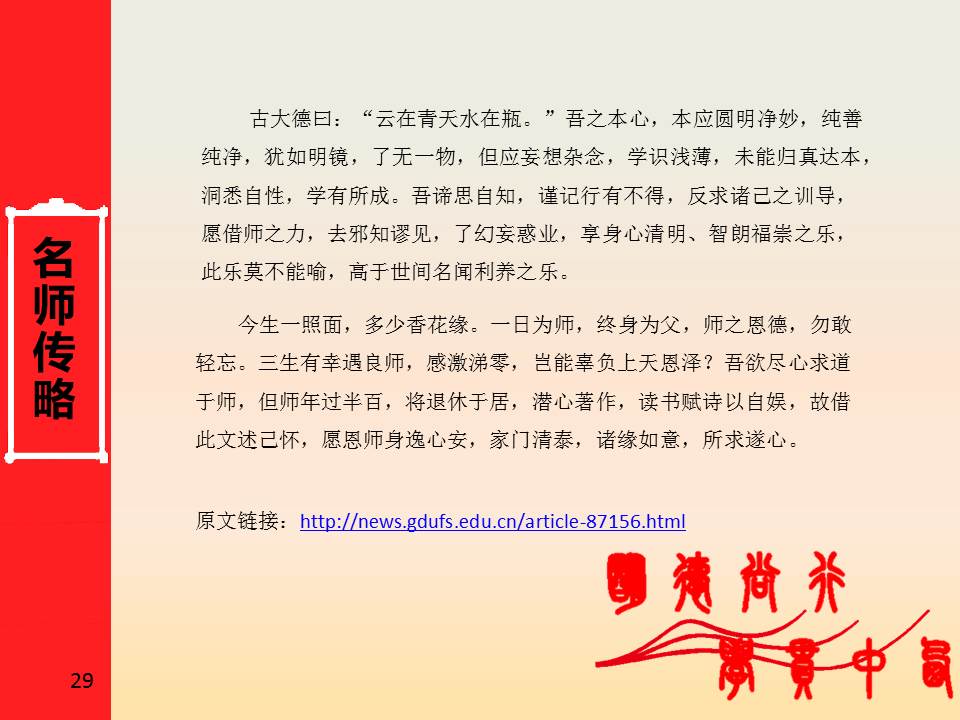 名师传略
古大德曰：“云在青天水在瓶。”吾之本心，本应圆明净妙，纯善
纯净，犹如明镜，了无一物，但应妄想杂念，学识浅薄，未能归真达本，
洞悉自性，学有所成。吾谛思自知，谨记行有不得，反求诸己之训导，
愿借师之力，去邪知谬见，了幻妄惑业，享身心清明、智朗福崇之乐，
此乐莫不能喻，高于世间名闻利养之乐。
今生一照面，多少香花缘。一日为师，终身为父，师之恩德，勿敢
轻忘。三生有幸遇良师，感激涕零，岂能辜负上天恩泽？吾欲尽心求道
于师，但师年过半百，将退休于居，潜心著作，读书赋诗以自娱，故借
此文述己怀，愿恩师身逸心安，家门清泰，诸缘如意，所求遂心。
原文链接：http://news.gdufs.edu.cn/article-87156.html
明德尚行
學貫中西
29